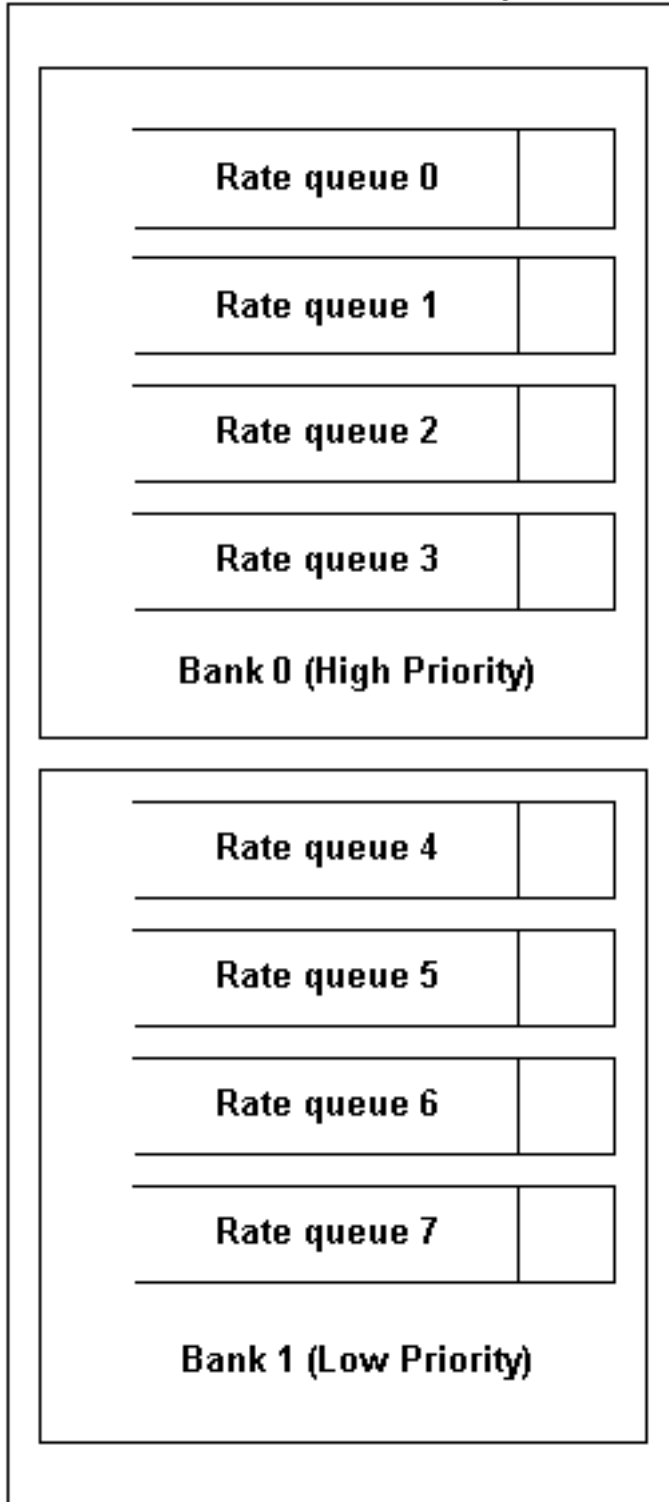 Rate queue 0
Rate queue 1
Rate queue 2
Rate queue 3
Bank 0 (High Priority)
Rate queue 4
Rate queue 5
Rate queue 6
Rate queue 7
Bank 1 (Low Priority)